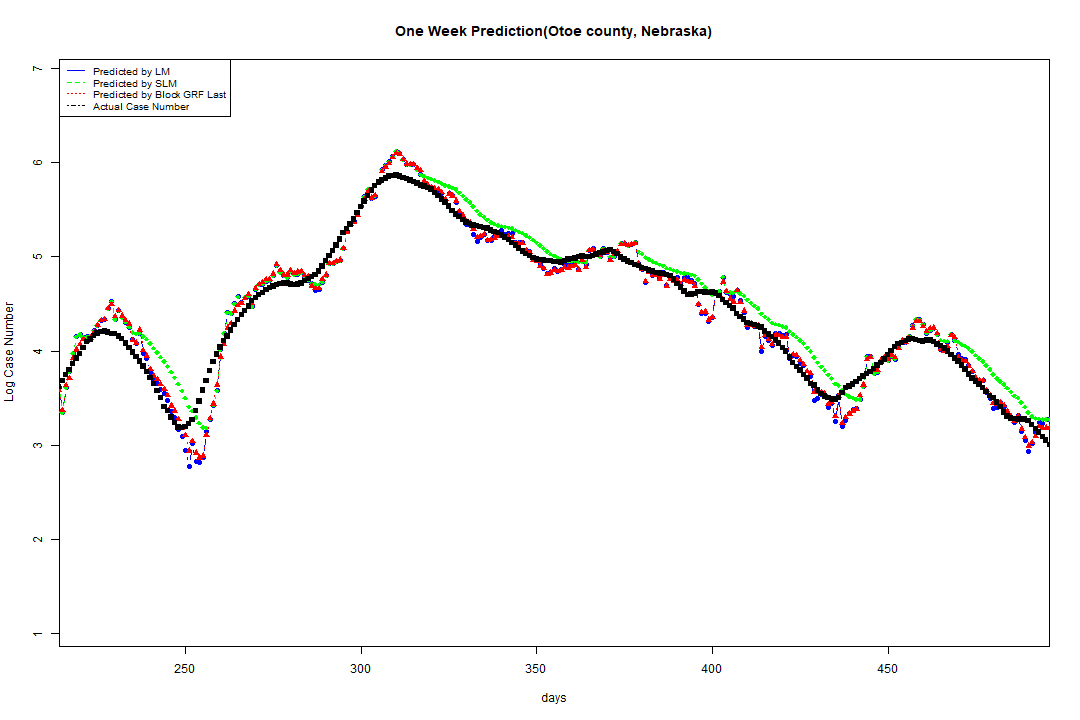 One Week Prediction(Otoe county, Nebraska)
Predicted by LM
Predicted by SLM
Predicted by Block GRF Last
Actual Case Number
7
6
5
4
3
2
1
Log Case Number
250 300 350 400 450
days